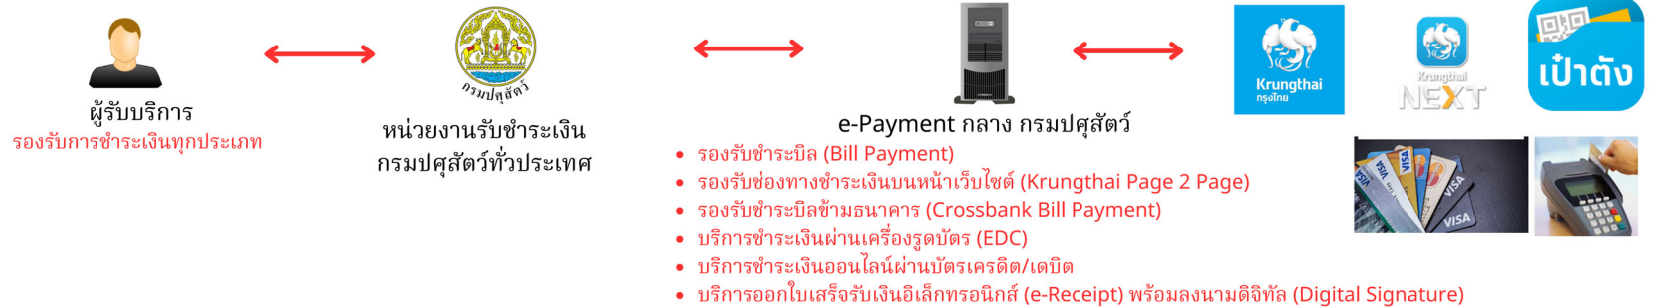 ผู้รับบริการ
รองรับการชำระเงินทุกประเภท
กรมปศุสัตว์
หน่วยงานรับชำระเงิน
กรมปศุสัตว์ทั่วประเทศ
e-Payment กลาง กรมปศุสัตว์
รองรับชำระบิล (Bill Payment)
รองรับช่องทางชำระเงินบนหน้าเว็บไซต์ (Krungthai Page 2 Page)
รองรับชำระบิลข้ามธนาคาร (Crossbank Bill Payment)
บริการชำระเงินผ่านเครื่องรูดบัตร (EDC)
บริการชำระเงินออนไลน์ผ่านบัตรเครดิต/เดบิต
บริการออกใบเสร็จรับเงินอิเล็กทรอนิกส์ (e-Receipt) พร้อมลงนามดิจิทัล (Digital Signature)
Krungthai
กรุงไทย
Krungthai
NEXT
เป๋าตัง
VISA
VISA
VISA
VISA